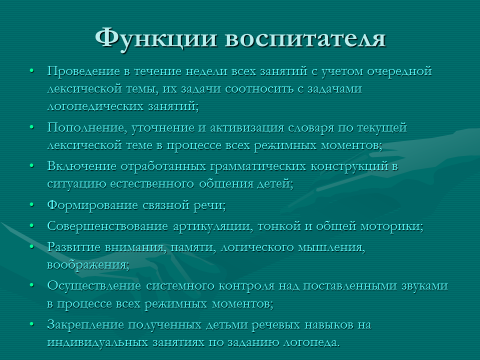 Функции воспитателя
• Проведение в течение недели всех занятий с учетом очередной
лексической темы, их задачи соотносить с задачами
логопедических занятий;
• Пополнение, уточнение и активизация словаря по текущей
лексической теме в процессе всех режимных моментов;
• Включение отработанных грамматических конструкций в
ситуацию естественного общения детей;
• Формирование связной речи;
• Совершенствование артикуляции, тонкой и общей моторики;
• Развитие внимания, памяти, логического мышления,
воображения;
• Осуществление системного контроля над поставленными звуками
в процессе всех режимных моментов;
• Закрепление полученных детьми речевых навыков на
индивидуальных занятиях по заданию логопеда.